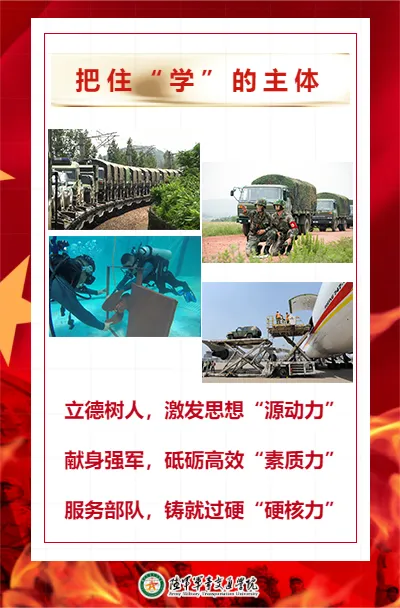 把住“学”的主体
立德树人，激发思想“源动力”
献身强军，砥砺高效“素质力”
服务部队，铸就过硬“硬核力”
陆军军事交通学院
Army Military Transportation University